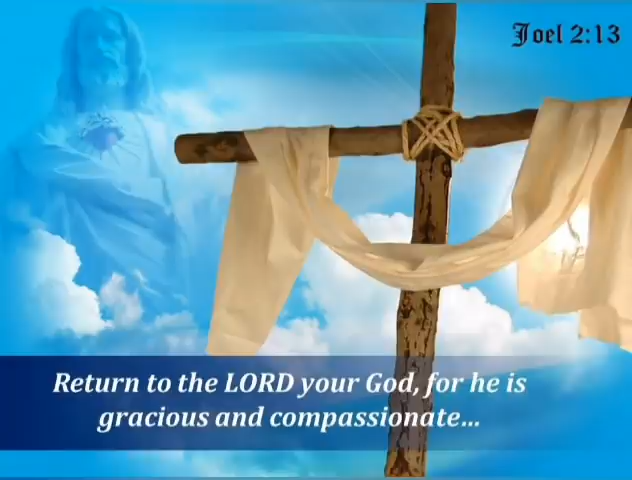 Joel 2:13
Return to the LORD your God, for he is
gracious and compassionate...